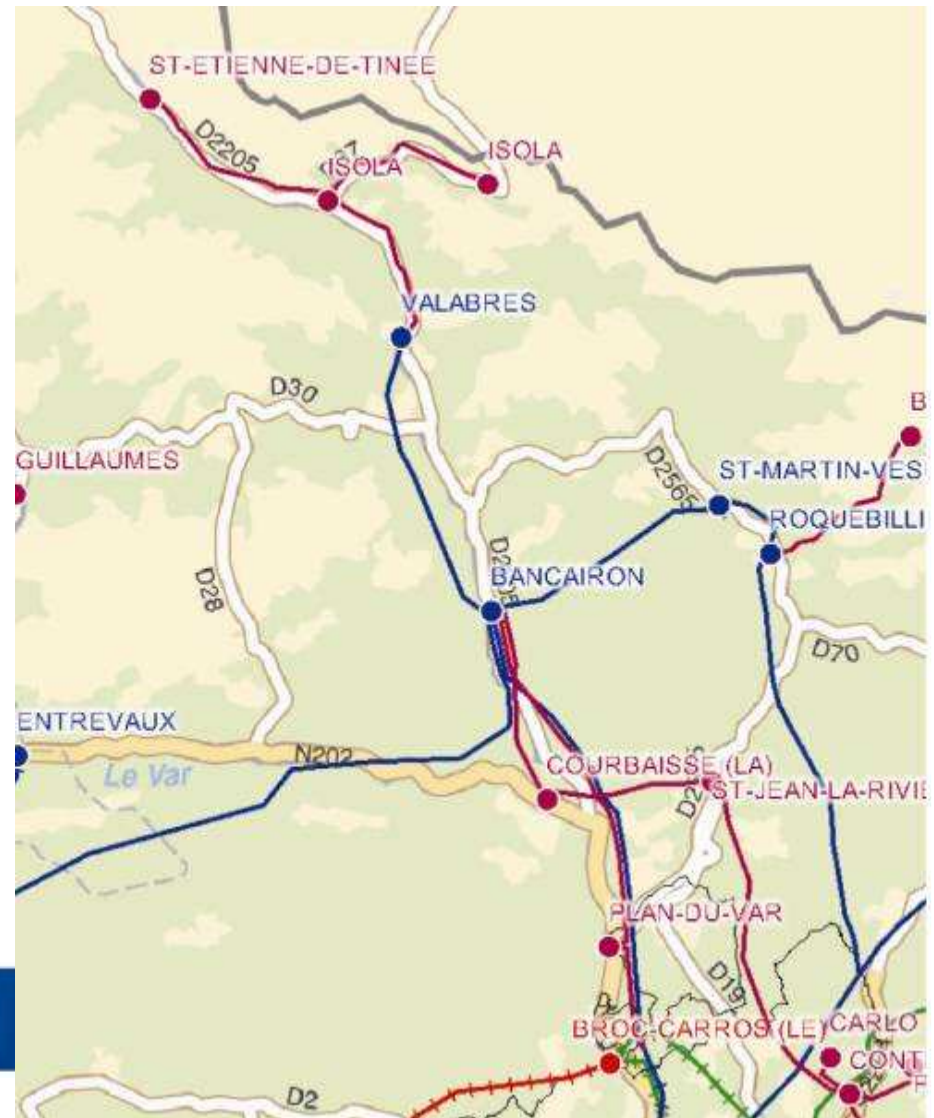 ST-ETIENNE-DE-TINEE
D2205
ISOLA
ISOLA
VALABRES
D30
B
GUILLAUMES
D2565
ST-MARTIN-VES
ROQUEBILLI
BANCAIRON
D28
D70
ENTREVAUX
N202
Le Var
COURBAISSE (LA)
ST-JEAN-LA-RIVIE
PLAN-DU-VAR
D19
BROC-CARROS (LE)
CARLO
CONT
D2